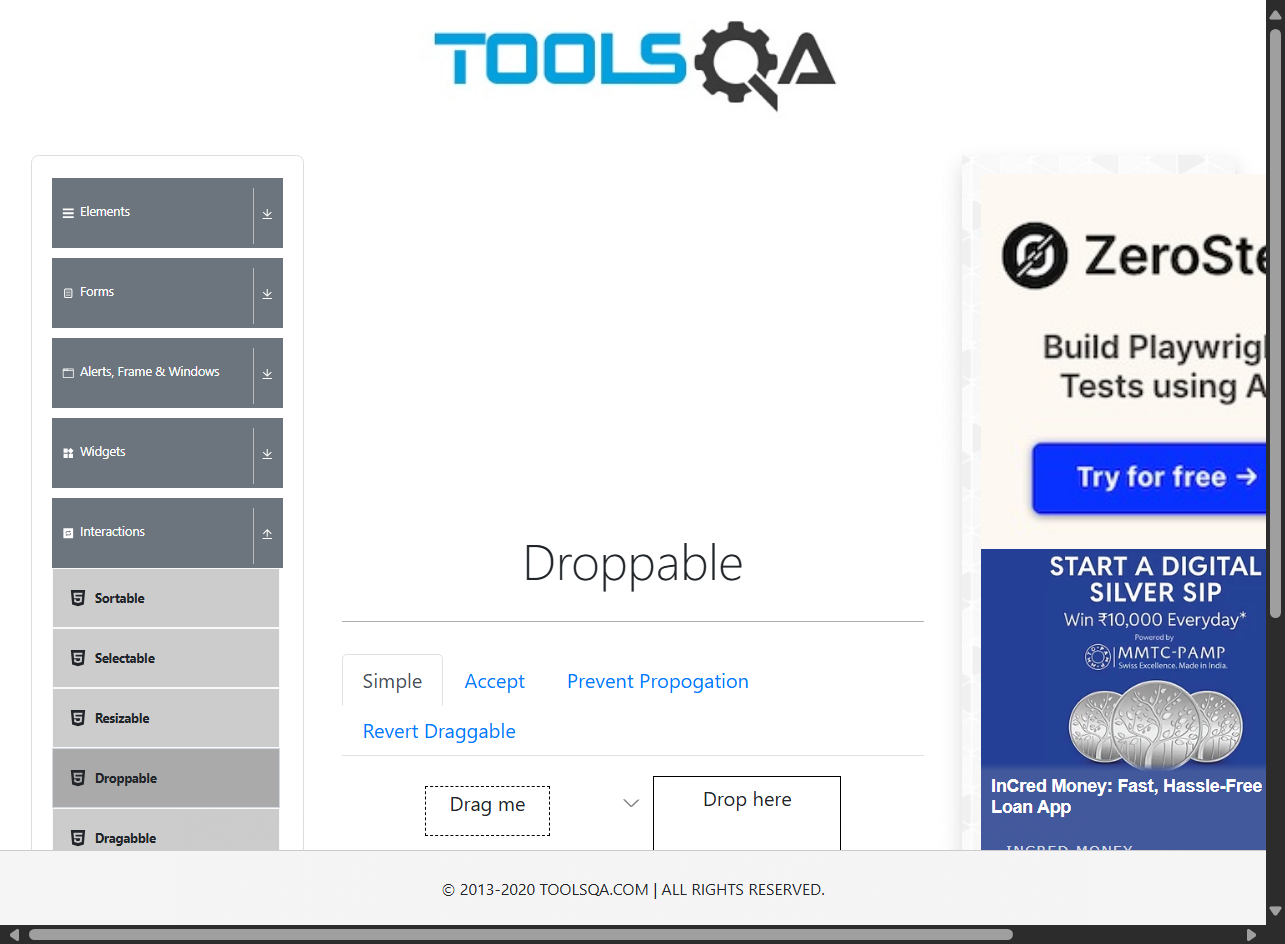 TOOLSQA
Elements
Forms
Alerts, Frame & Windows
Widgets
Interactions
Sortable
Selectable
Resizable
Droppable
Dragabble
Droppable
Simple
Accept
Prevent Propogation
Revert Draggable
Drag me
Drop here
ZeroSte
Build Playwrig
Tests using A
Try for free →
START A DIGITAL
SILVER SIP
Win ₹10,000 Everyday*
Powered by
MMTC-PAMP
Swiss Excellence. Made in India.
InCred Money: Fast, Hassle-Free
Loan App
INCRED MONEY
© 2013-2020 TOOLSQA.COM | ALL RIGHTS RESERVED.